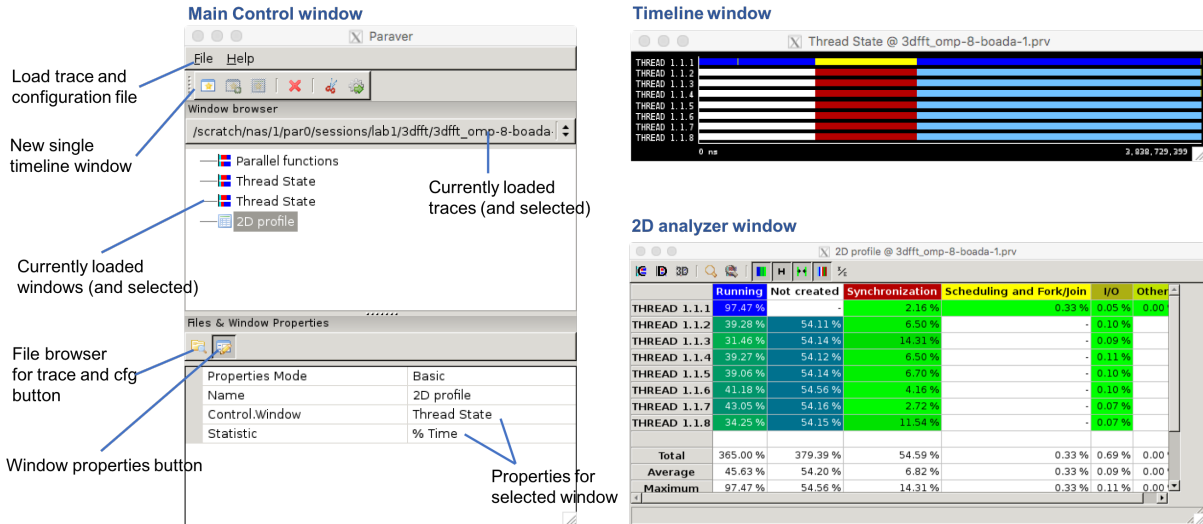 Main Control window
Paraver
File Help
Load trace and
configuration file
Window browser
/scratch/nas/1/par0/sessions/lab1/3dfft/3dfft_omp-8-boada-
New single
timeline window
Parallel functions
Thread State
Thread State
2D profile
Currently loaded
traces (and selected)
Currently loaded
windows (and selected)
Files & Window Properties
File browser
for trace and cfg
button
Properties Mode Basic
Name 2D profile
Control.Window Thread State
Statistic % Time
Window properties button
Properties for
selected window
Timeline window
Thread State @ 3dfft_omp-8-boada-1.prv
THREAD 1.1.1
THREAD 1.1.2
THREAD 1.1.3
THREAD 1.1.4
THREAD 1.1.5
THREAD 1.1.6
THREAD 1.1.7
THREAD 1.1.8
0 ns 3,838,729,399
2D analyzer window
2D profile @ 3dfft_omp-8-boada-1.prv
3D H ½
Running Not created Synchronization Scheduling and Fork/Join I/O Other
THREAD 1.1.1 97.47 % - 2.16 % 0.33 % 0.05 % 0.00
THREAD 1.1.2 39.28 % 54.11 % 6.50 % - 0.10 %
THREAD 1.1.3 31.46 % 54.14 % 14.31 % - 0.09 %
THREAD 1.1.4 39.27 % 54.12 % 6.50 % - 0.11 %
THREAD 1.1.5 39.06 % 54.14 % 6.70 % - 0.10 %
THREAD 1.1.6 41.18 % 54.56 % 4.16 % - 0.10 %
THREAD 1.1.7 43.05 % 54.16 % 2.72 % - 0.07 %
THREAD 1.1.8 34.25 % 54.15 % 11.54 % - 0.07 %
Total 365.00 % 379.39 % 54.59 % 0.33 % 0.69 % 0.00
Average 45.63 % 54.20 % 6.82 % 0.33 % 0.09 % 0.00
Maximum 97.47 % 54.56 % 14.31 % 0.33 % 0.11 % 0.00